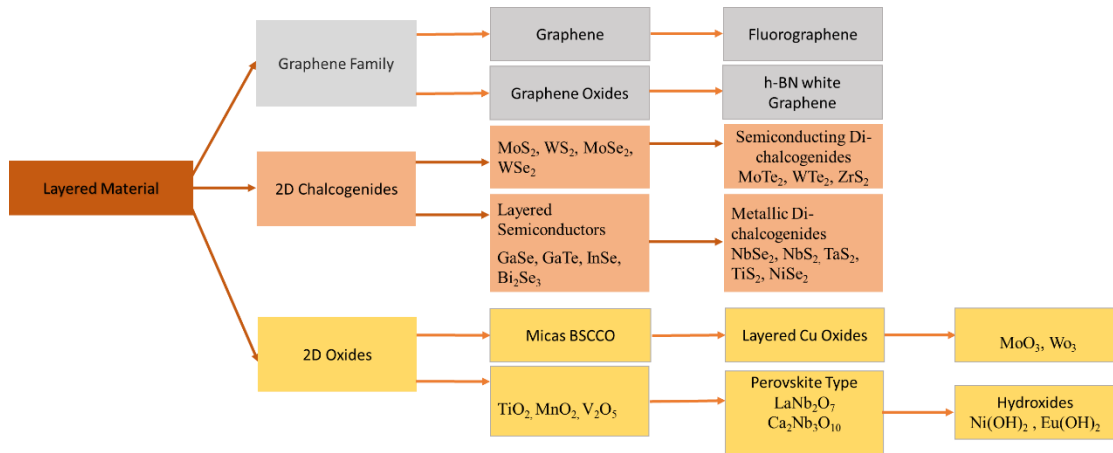 Layered Material
Graphene Family
Graphene
Fluorographene
Graphene Oxides
h-BN white
Graphene
2D Chalcogenides
MoS₂, WS₂, MoSe₂,
WSe₂
Semiconducting Di-
chalcogenides
MoTe₂, WTe₂, ZrS₂
Layered
Semiconductors
GaSe, GaTe, InSe,
Bi₂Se₃
Metallic Di-
chalcogenides
NbSe₂, NbS₂, TaS₂,
TiS₂, NiSe₂
2D Oxides
Micas BSCCO
Layered Cu Oxides
MoO₃, Wo₃
TiO₂, MnO₂, V₂O₅
Perovskite Type
LaNb₂O₇
Ca₂Nb₃O₁₀
Hydroxides
Ni(OH)₂ , Eu(OH)₂